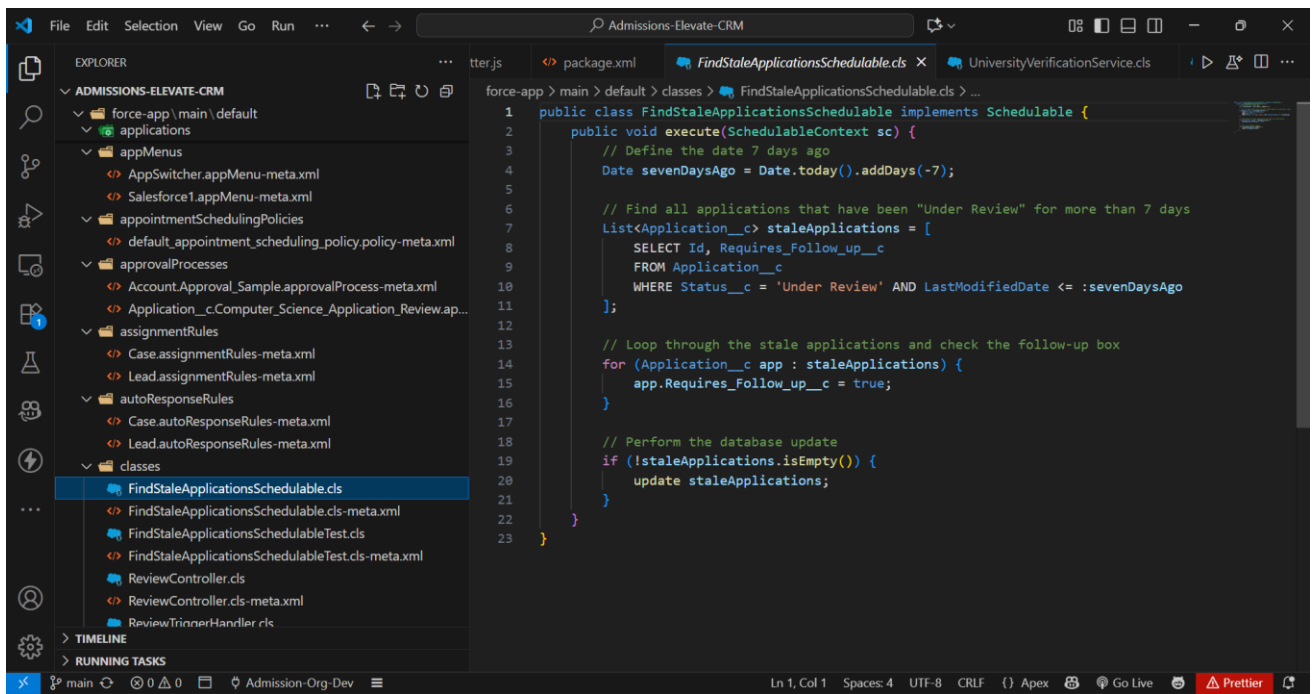 File Edit Selection View Go Run ··· ← → Admissions-Elevate-CRM
EXPLORER ···
ADMISSIONS-ELEVATE-CRM
force-app\main\default
applications
appMenus
AppSwitcher.appMenu-meta.xml
Salesforce1.appMenu-meta.xml
appointmentSchedulingPolicies
default_appointment_scheduling_policy.policy-meta.xml
approvalProcesses
Account.Approval_Sample.approvalProcess-meta.xml
Application__c.Computer_Science_Application_Review.ap...
assignmentRules
Case.assignmentRules-meta.xml
Lead.assignmentRules-meta.xml
autoResponseRules
Case.autoResponseRules-meta.xml
Lead.autoResponseRules-meta.xml
classes
FindStaleApplicationsSchedulable.cls
FindStaleApplicationsSchedulable.cls-meta.xml
FindStaleApplicationsSchedulableTest.cls
FindStaleApplicationsSchedulableTest.cls-meta.xml
ReviewController.cls
ReviewController.cls-meta.xml
ReviewTriggerHandler.cls
TIMELINE
RUNNING TASKS
1
tter.js package.xml FindStaleApplicationsSchedulable.cls UniversityVerificationService.cls
force-app > main > default > classes > FindStaleApplicationsSchedulable.cls > ...
1 public class FindStaleApplicationsSchedulable implements Schedulable {
2 public void execute(SchedulableContext sc) {
3 // Define the date 7 days ago
4 Date sevenDaysAgo = Date.today().addDays(-7);
5
6 // Find all applications that have been "Under Review" for more than 7 days
7 List<Application__c> staleApplications = [
8 SELECT Id, Requires_Follow_up__c
9 FROM Application__c
10 WHERE Status__c = 'Under Review' AND LastModifiedDate <= :sevenDaysAgo
11 ];
12
13 // Loop through the stale applications and check the follow-up box
14 for (Application__c app : staleApplications) {
15 app.Requires_Follow_up__c = true;
16 }
17
18 // Perform the database update
19 if (!staleApplications.isEmpty()) {
20 update staleApplications;
21 }
22 }
23 }
main 0 0 Admission-Org-Dev Ln 1, Col 1 Spaces: 4 UTF-8 CRLF {} Apex Go Live Prettier